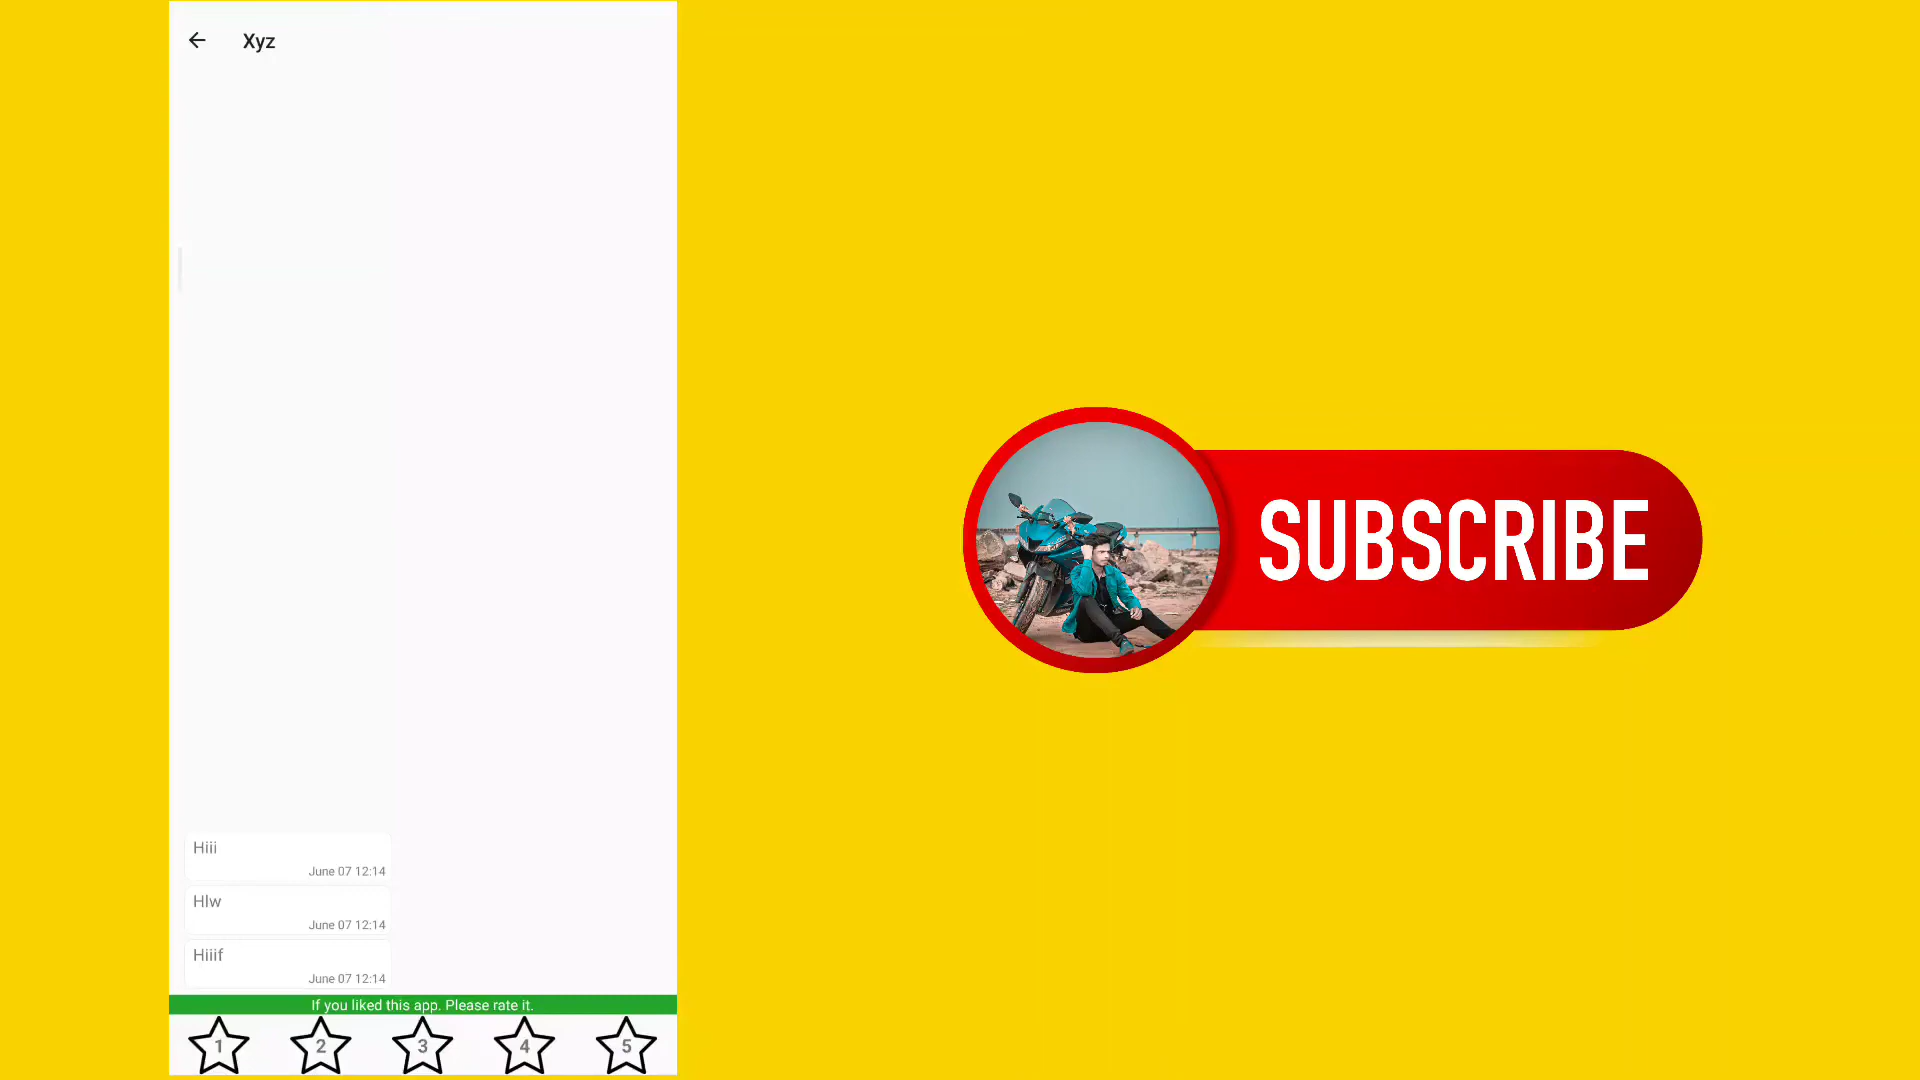 Xyz
Hiii
June 07 12:14
Hlw
June 07 12:14
Hiiif
June 07 12:14
If you liked this app. Please rate it.
1 2 3 4 5
SUBSCRIBE